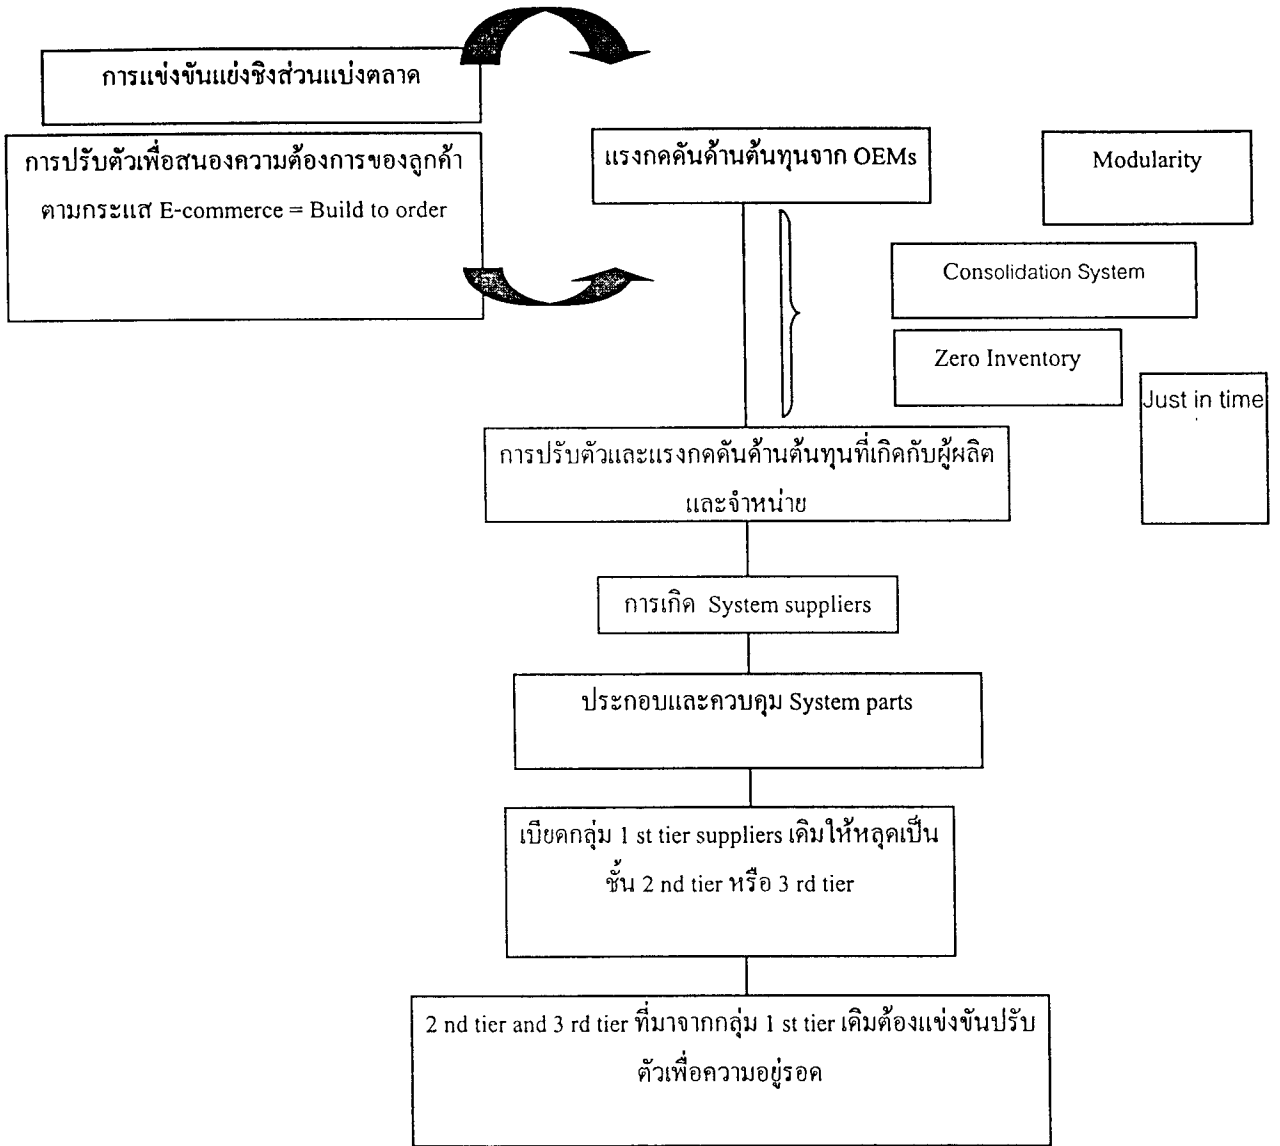 การแข่งขันแย่งชิงส่วนแบ่งตลาด
การปรับตัวเพื่อสนองความต้องการของลูกค้า
ตามกระแส E-commerce = Build to order
แรงกดดันด้านต้นทุนจาก OEMs
Modularity
Consolidation System
Zero Inventory
Just in time
การปรับตัวและแรงกดดันด้านต้นทุนที่เกิดกับผู้ผลิต
และจำหน่าย
การเกิด System suppliers
ประกอบและควบคุม System parts
เบียดกลุ่ม 1 st tier suppliers เดิมให้หลุดเป็น
ชั้น 2 nd tier หรือ 3 rd tier
2 nd tier and 3 rd tier ที่มาจากกลุ่ม 1 st tier เดิมต้องแข่งขันปรับ
ตัวเพื่อความอยู่รอด